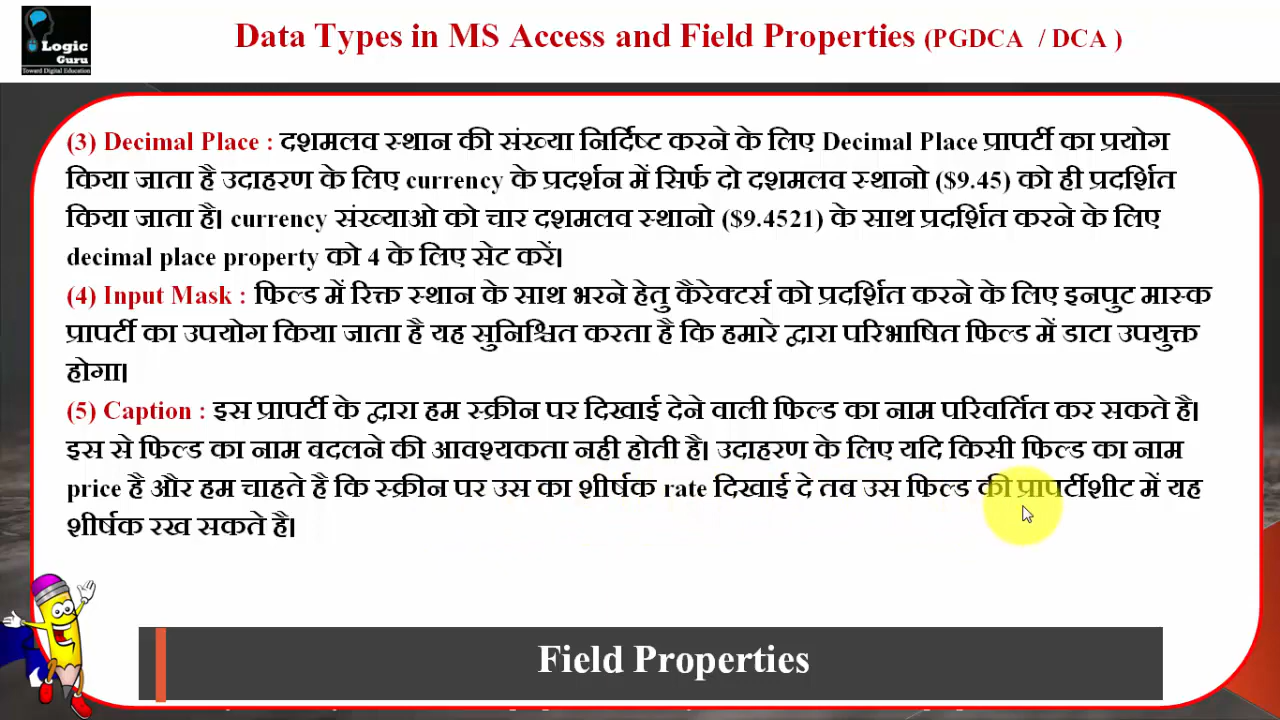 Logic
Guru
Toward Digital Education
Data Types in MS Access and Field Properties (PGDCA / DCA )
(3) Decimal Place : दशमलव स्थान की संख्या निर्दिष्ट करने के लिए Decimal Place प्रापर्टी का प्रयोग
किया जाता है उदाहरण के लिए currency के प्रदर्शन में सिर्फ दो दशमलव स्थानो ($9.45) को ही प्रदर्शित
किया जाता है। currency संख्याओ को चार दशमलव स्थानो ($9.4521) के साथ प्रदर्शित करने के लिए
decimal place property को 4 के लिए सेट करें।
(4) Input Mask : फिल्ड में रिक्त स्थान के साथ भरने हेतु कैरेक्टर्स को प्रदर्शित करने के लिए इनपुट मास्क
प्रापर्टी का उपयोग किया जाता है यह सुनिश्चित करता है कि हमारे द्वारा परिभाषित फिल्ड में डाटा उपयुक्त
होगा।
(5) Caption : इस प्रापर्टी के द्वारा हम स्क्रीन पर दिखाई देने वाली फिल्ड का नाम परिवर्तित कर सकते है।
इस से फिल्ड का नाम बदलने की आवश्यकता नही होती है। उदाहरण के लिए यदि किसी फिल्ड का नाम
price है और हम चाहते है कि स्क्रीन पर उस का शीर्षक rate दिखाई दे तब उस फिल्ड की प्रापर्टीशीट में यह
शीर्षक रख सकते है।
Field Properties